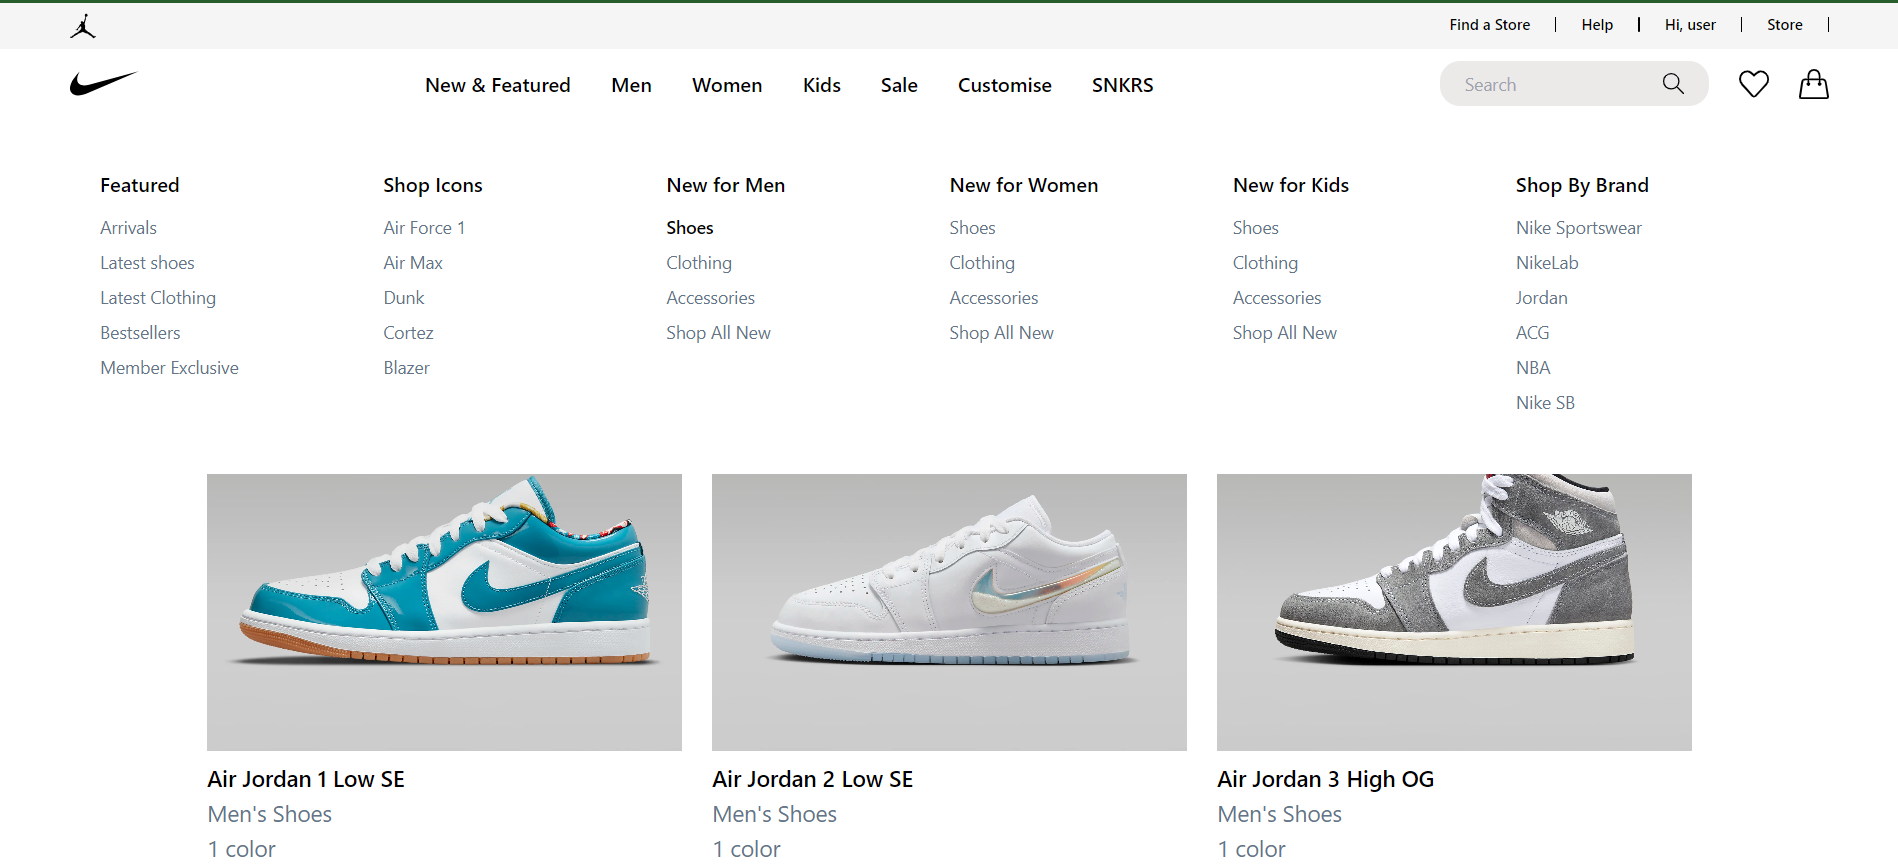 Find a Store | Help | Hi, user | Store |
New & Featured Men Women Kids Sale Customise SNKRS Search
Featured
Arrivals
Latest shoes
Latest Clothing
Bestsellers
Member Exclusive
Shop Icons
Air Force 1
Air Max
Dunk
Cortez
Blazer
New for Men
Shoes
Clothing
Accessories
Shop All New
New for Women
Shoes
Clothing
Accessories
Shop All New
New for Kids
Shoes
Clothing
Accessories
Shop All New
Shop By Brand
Nike Sportswear
NikeLab
Jordan
ACG
NBA
Nike SB
Air Jordan 1 Low SE
Men's Shoes
1 color
Air Jordan 2 Low SE
Men's Shoes
1 color
Air Jordan 3 High OG
Men's Shoes
1 color